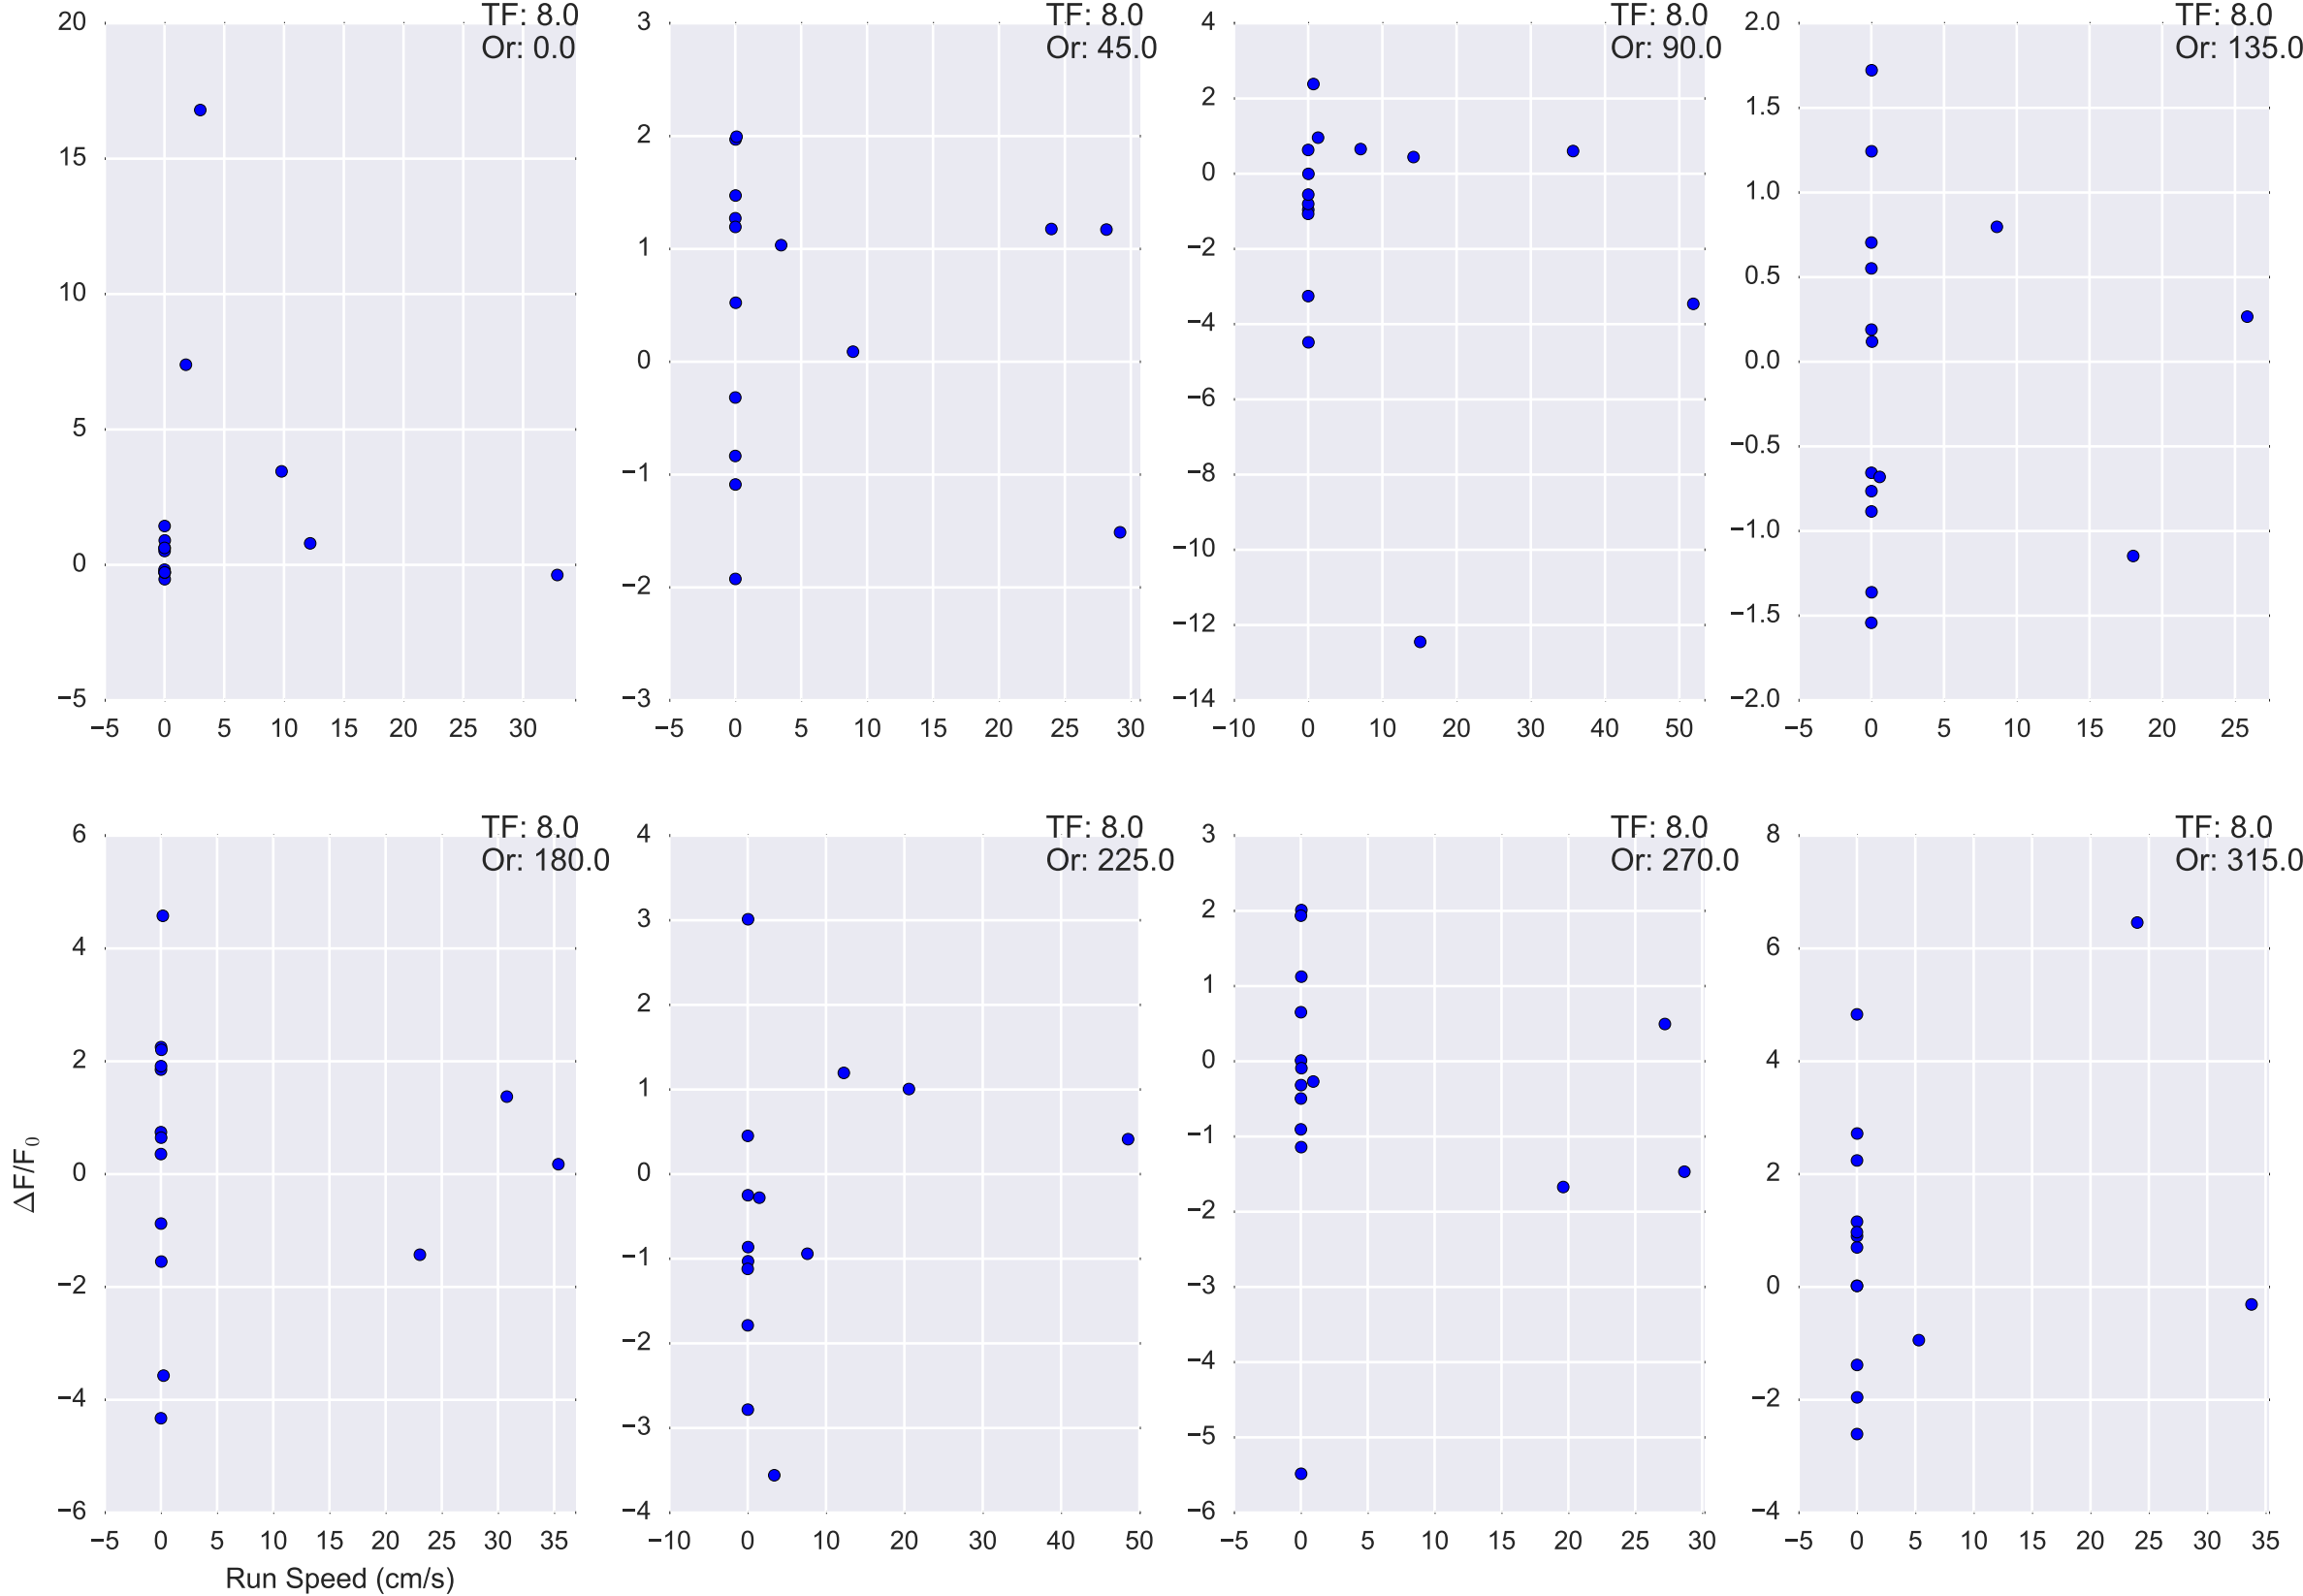 TF: 8.0
Or: 0.0
20
15
10
5
0
−5
−5 0 5 10 15 20 25 30
TF: 8.0
Or: 45.0
3
2
1
0
−1
−2
−3
−5 0 5 10 15 20 25 30
TF: 8.0
Or: 90.0
4
2
0
−2
−4
−6
−8
−10
−12
−14
−10 0 10 20 30 40 50
TF: 8.0
Or: 135.0
2.0
1.5
1.0
0.5
0.0
−0.5
−1.0
−1.5
−2.0
−5 0 5 10 15 20 25
TF: 8.0
Or: 180.0
6
4
2
0
−2
−4
−6
ΔF/F0
−5 0 5 10 15 20 25 30 35
Run Speed (cm/s)
TF: 8.0
Or: 225.0
4
3
2
1
0
−1
−2
−3
−4
−10 0 10 20 30 40 50
TF: 8.0
Or: 270.0
3
2
1
0
−1
−2
−3
−4
−5
−6
−5 0 5 10 15 20 25 30
TF: 8.0
Or: 315.0
8
6
4
2
0
−2
−4
−5 0 5 10 15 20 25 30 35